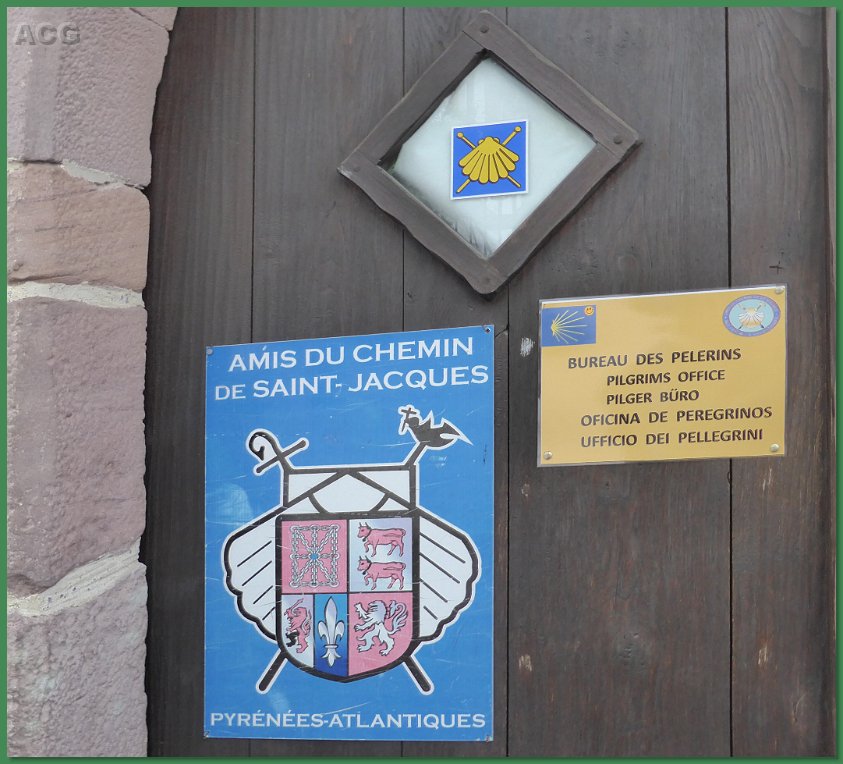 ACG
AMIS DU CHEMIN
DE SAINT-JACQUES
PYRÉNÉES-ATLANTIQUES
BUREAU DES PELERINS
PILGRIMS OFFICE
PILGER BÜRO
OFICINA DE PEREGRINOS
UFFICIO DEI PELLEGRINI